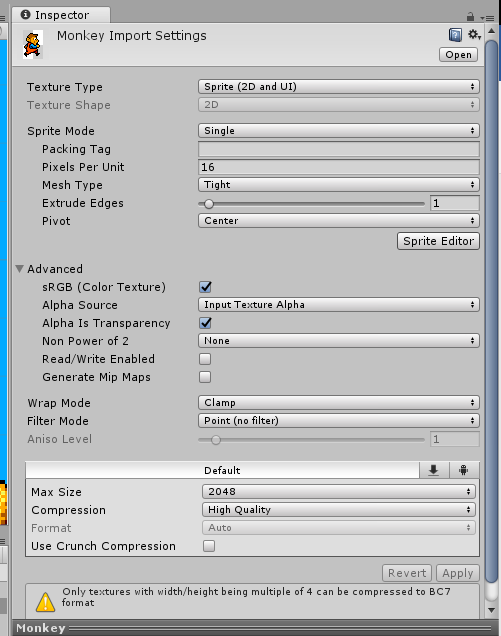 Inspector
Monkey Import Settings
Open
Texture Type Sprite (2D and UI)
Texture Shape 2D
Sprite Mode Single
Packing Tag
Pixels Per Unit 16
Mesh Type Tight
Extrude Edges 1
Pivot Center
Sprite Editor
Advanced
sRGB (Color Texture)
Alpha Source Input Texture Alpha
Alpha Is Transparency
Non Power of 2 None
Read/Write Enabled
Generate Mip Maps
Wrap Mode Clamp
Filter Mode Point (no filter)
Aniso Level 1
Default
Max Size 2048
Compression High Quality
Format Auto
Use Crunch Compression
Revert Apply
Only textures with width/height being multiple of 4 can be compressed to BC7
format
Monkey